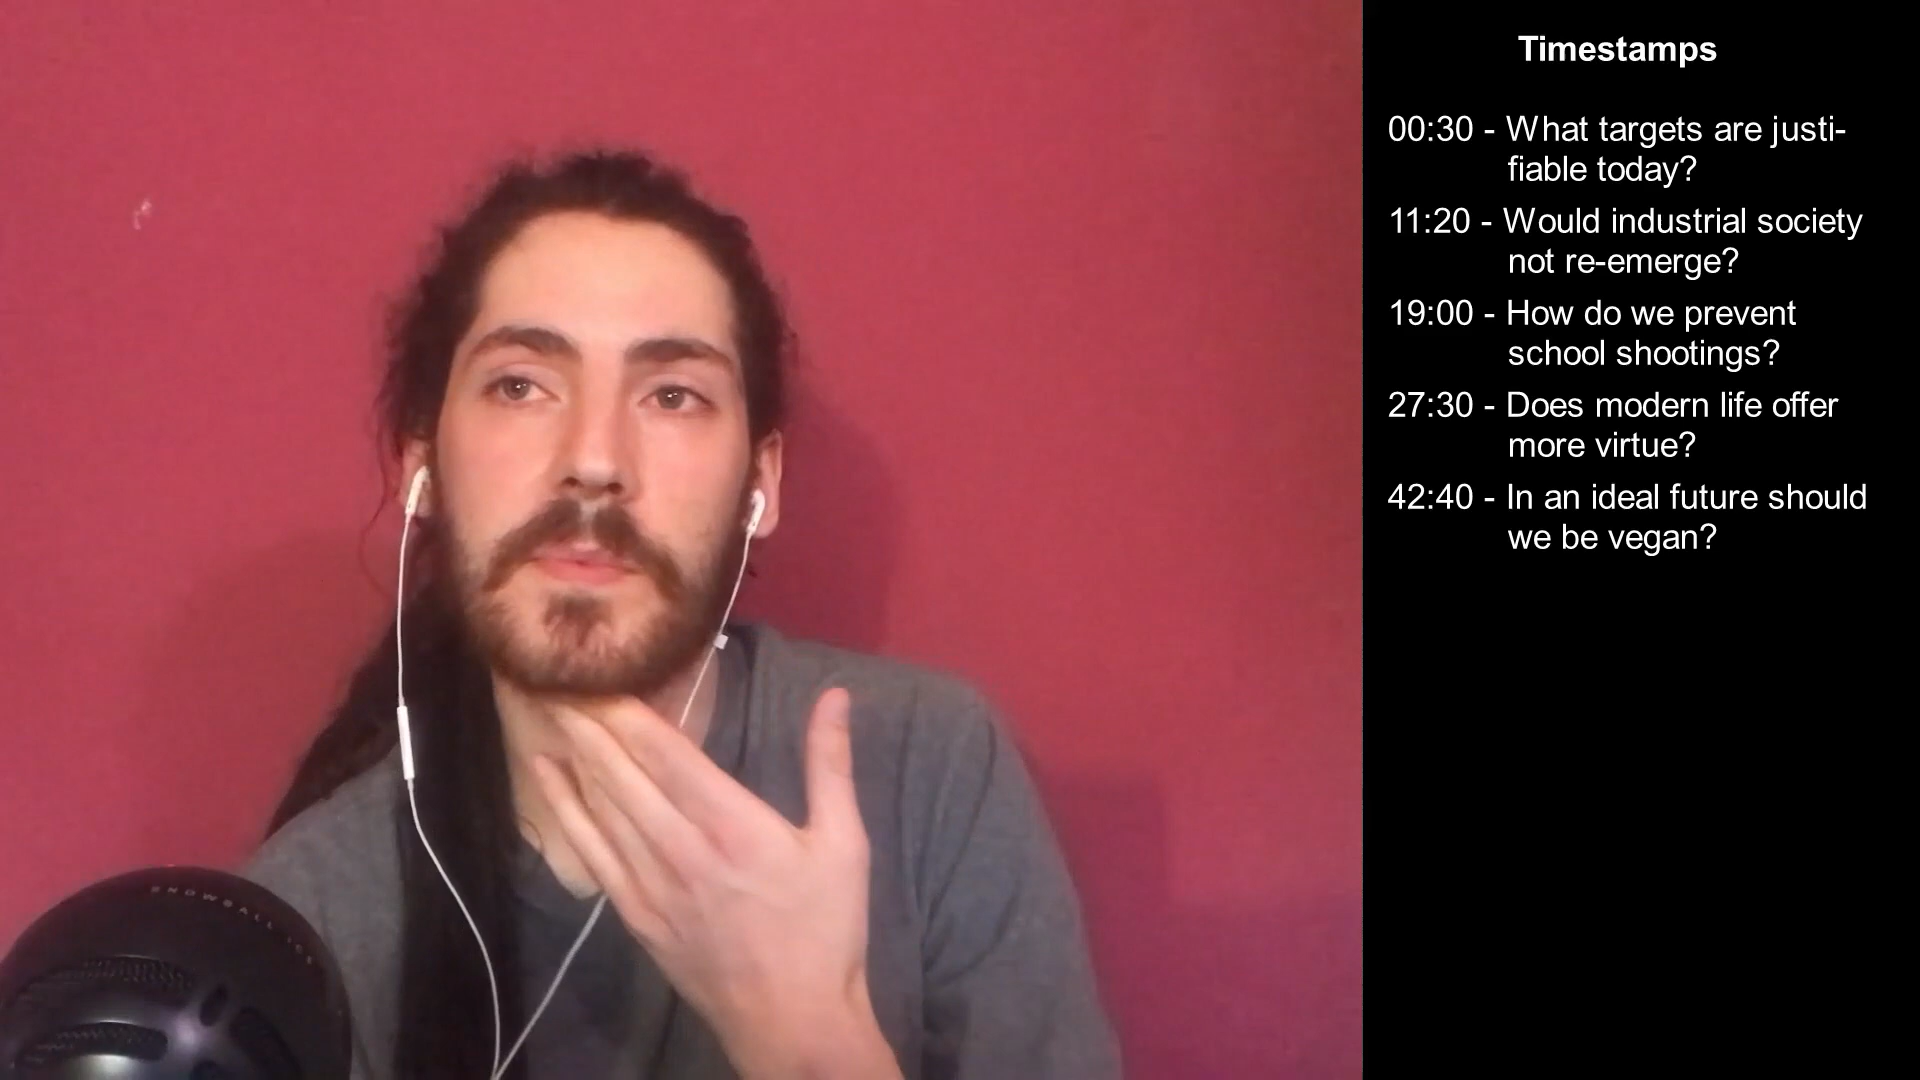 Timestamps
00:30 - What targets are justi-
fiable today?
11:20 - Would industrial society
not re-emerge?
19:00 - How do we prevent
school shootings?
27:30 - Does modern life offer
more virtue?
42:40 - In an ideal future should
we be vegan?
SNOWBALL ICE